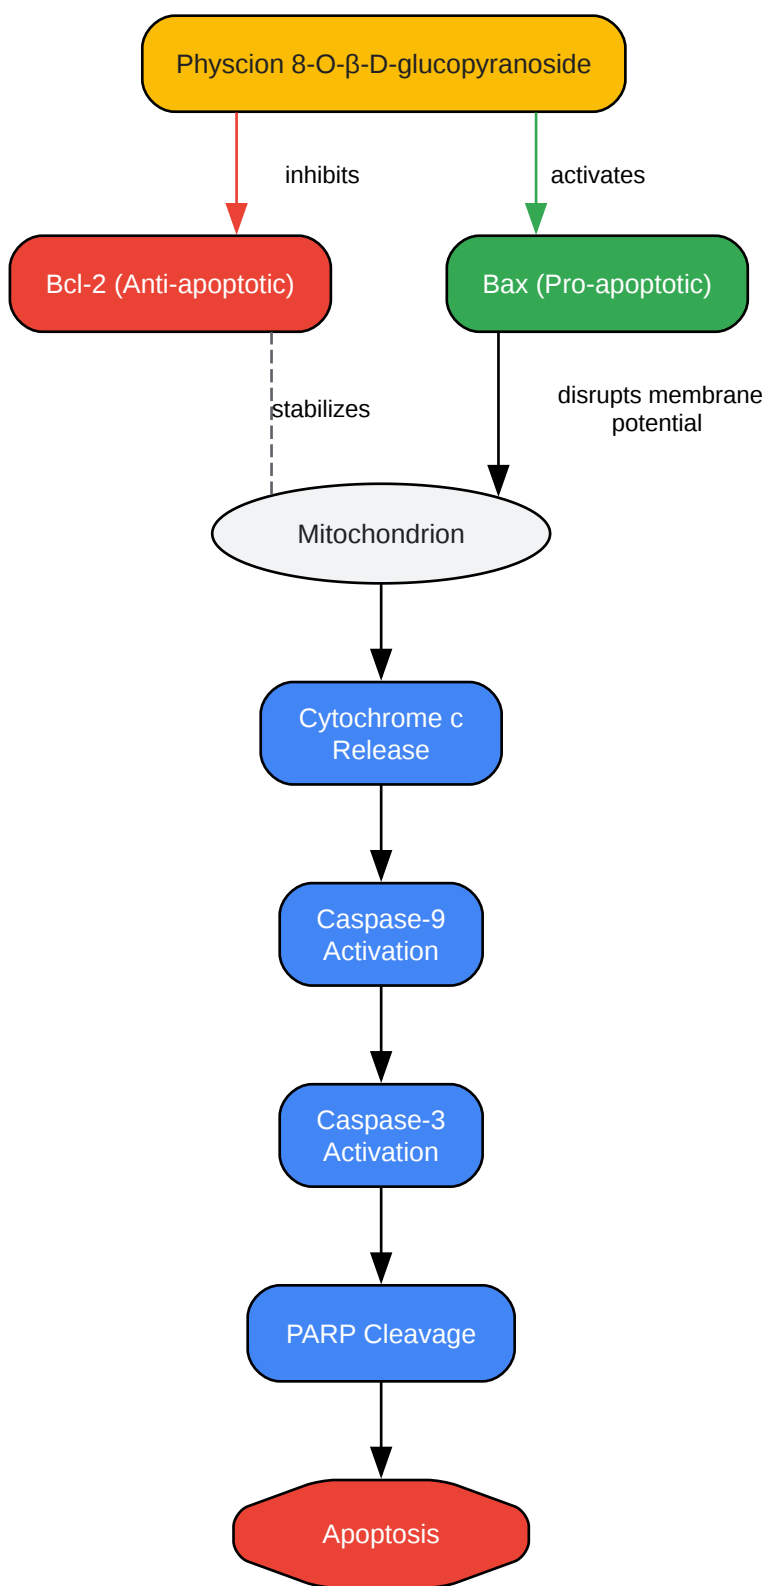 Physcion 8-O-β-D-glucopyranoside
inhibits
activates
Bcl-2 (Anti-apoptotic)
Bax (Pro-apoptotic)
stabilizes
disrupts membrane
potential
Mitochondrion
Cytochrome c
Release
Caspase-9
Activation
Caspase-3
Activation
PARP Cleavage
Apoptosis